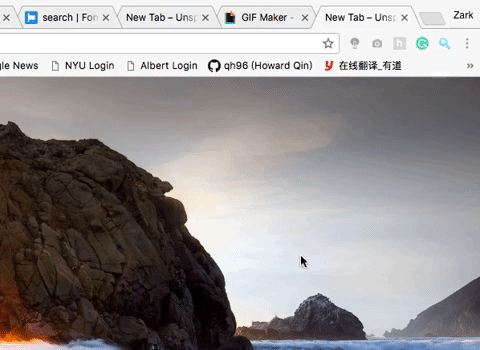 search | Fon New Tab – Unsp GIF Maker - New Tab – Unsp Zark
gle News NYU Login Albert Login qh96 (Howard Qin) 在线翻译_有道 »